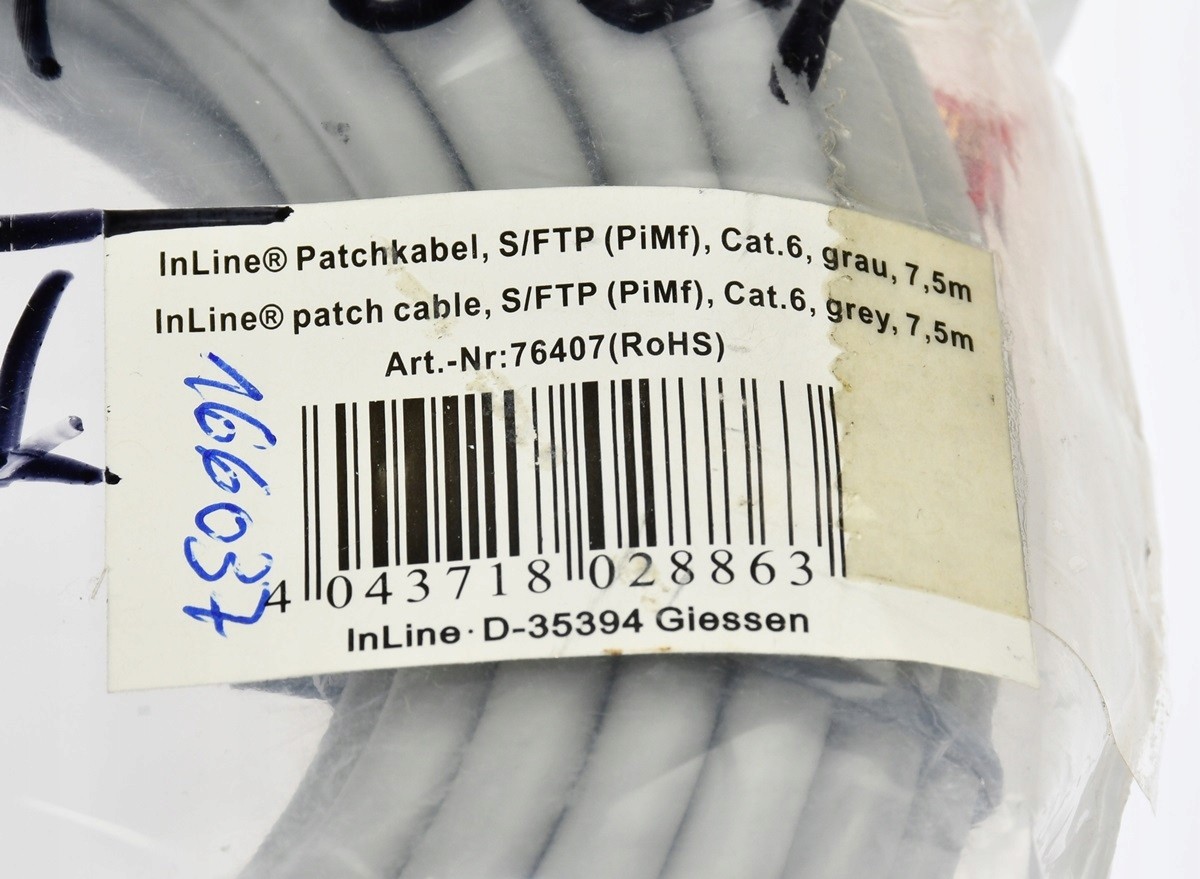 InLine® Patchkabel, S/FTP (PiMf), Cat.6, grau, 7,5m
InLine® patch cable, S/FTP (PiMf), Cat.6, grey, 7,5m
Art.-Nr:76407(RoHS)
166037
4 043718 028863
InLine · D-35394 Giessen